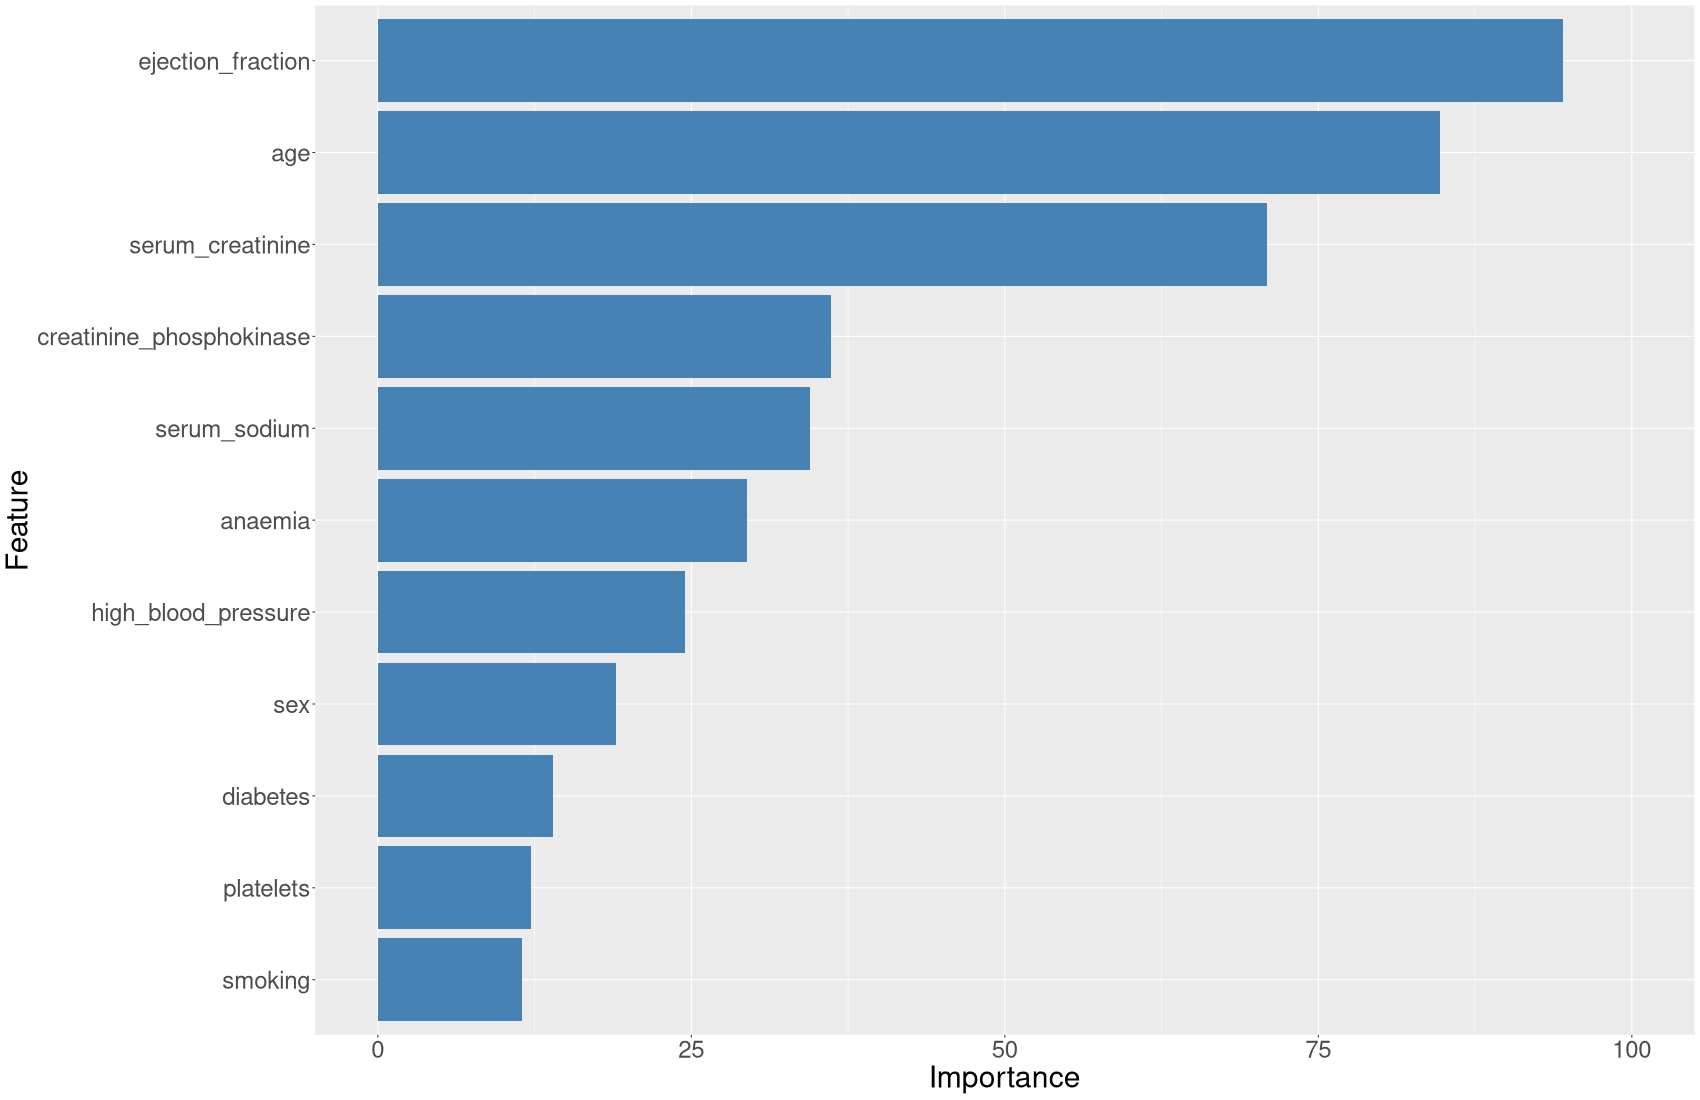 ejection_fraction
age
serum_creatinine
creatinine_phosphokinase
serum_sodium
anaemia
high_blood_pressure
sex
diabetes
platelets
smoking
Feature
0 25 50 75 100
Importance